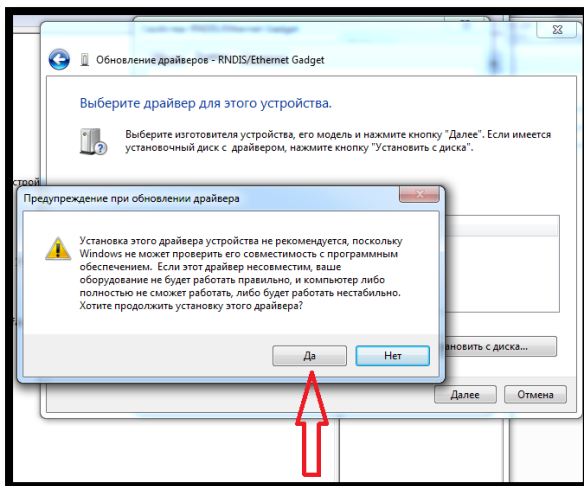 Обновление драйверов - RNDIS/Ethernet Gadget
Выберите драйвер для этого устройства.
Выберите изготовителя устройства, его модель и нажмите кнопку "Далее". Если имеется
установочный диск с драйвером, нажмите кнопку "Установить с диска".
строй
Предупреждение при обновлении драйвера
Установка этого драйвера устройства не рекомендуется, поскольку
Windows не может проверить его совместимость с программным
обеспечением. Если этот драйвер несовместим, ваше
оборудование не будет работать правильно, и компьютер либо
полностью не сможет работать, либо будет работать нестабильно.
Хотите продолжить установку этого драйвера?
Да Нет
ановить с диска...
Далее Отмена